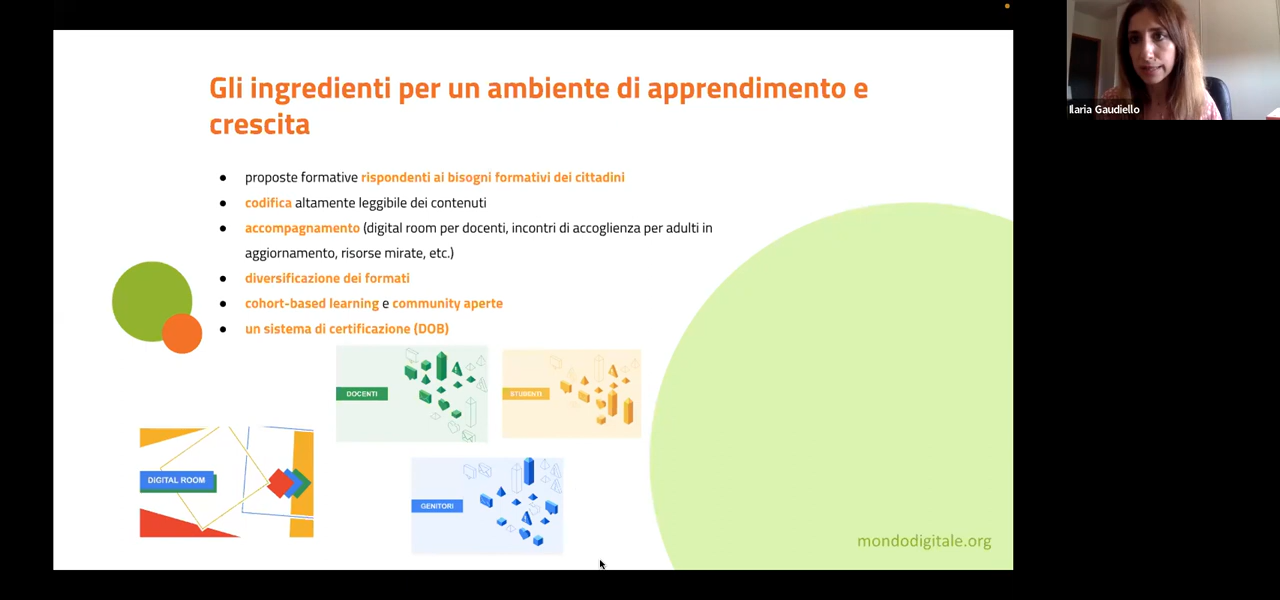 Gli ingredienti per un ambiente di apprendimento e
crescita
● proposte formative rispondenti ai bisogni formativi dei cittadini
● codifica altamente leggibile dei contenuti
● accompagnamento (digital room per docenti, incontri di accoglienza per adulti in
aggiornamento, risorse mirate, etc.)
● diversificazione dei formati
● cohort-based learning e community aperte
● un sistema di certificazione (DOB)
DOCENTI
STUDENTI
DIGITAL ROOM
GENITORI
mondodigitale.org
Ilaria Gaudiello